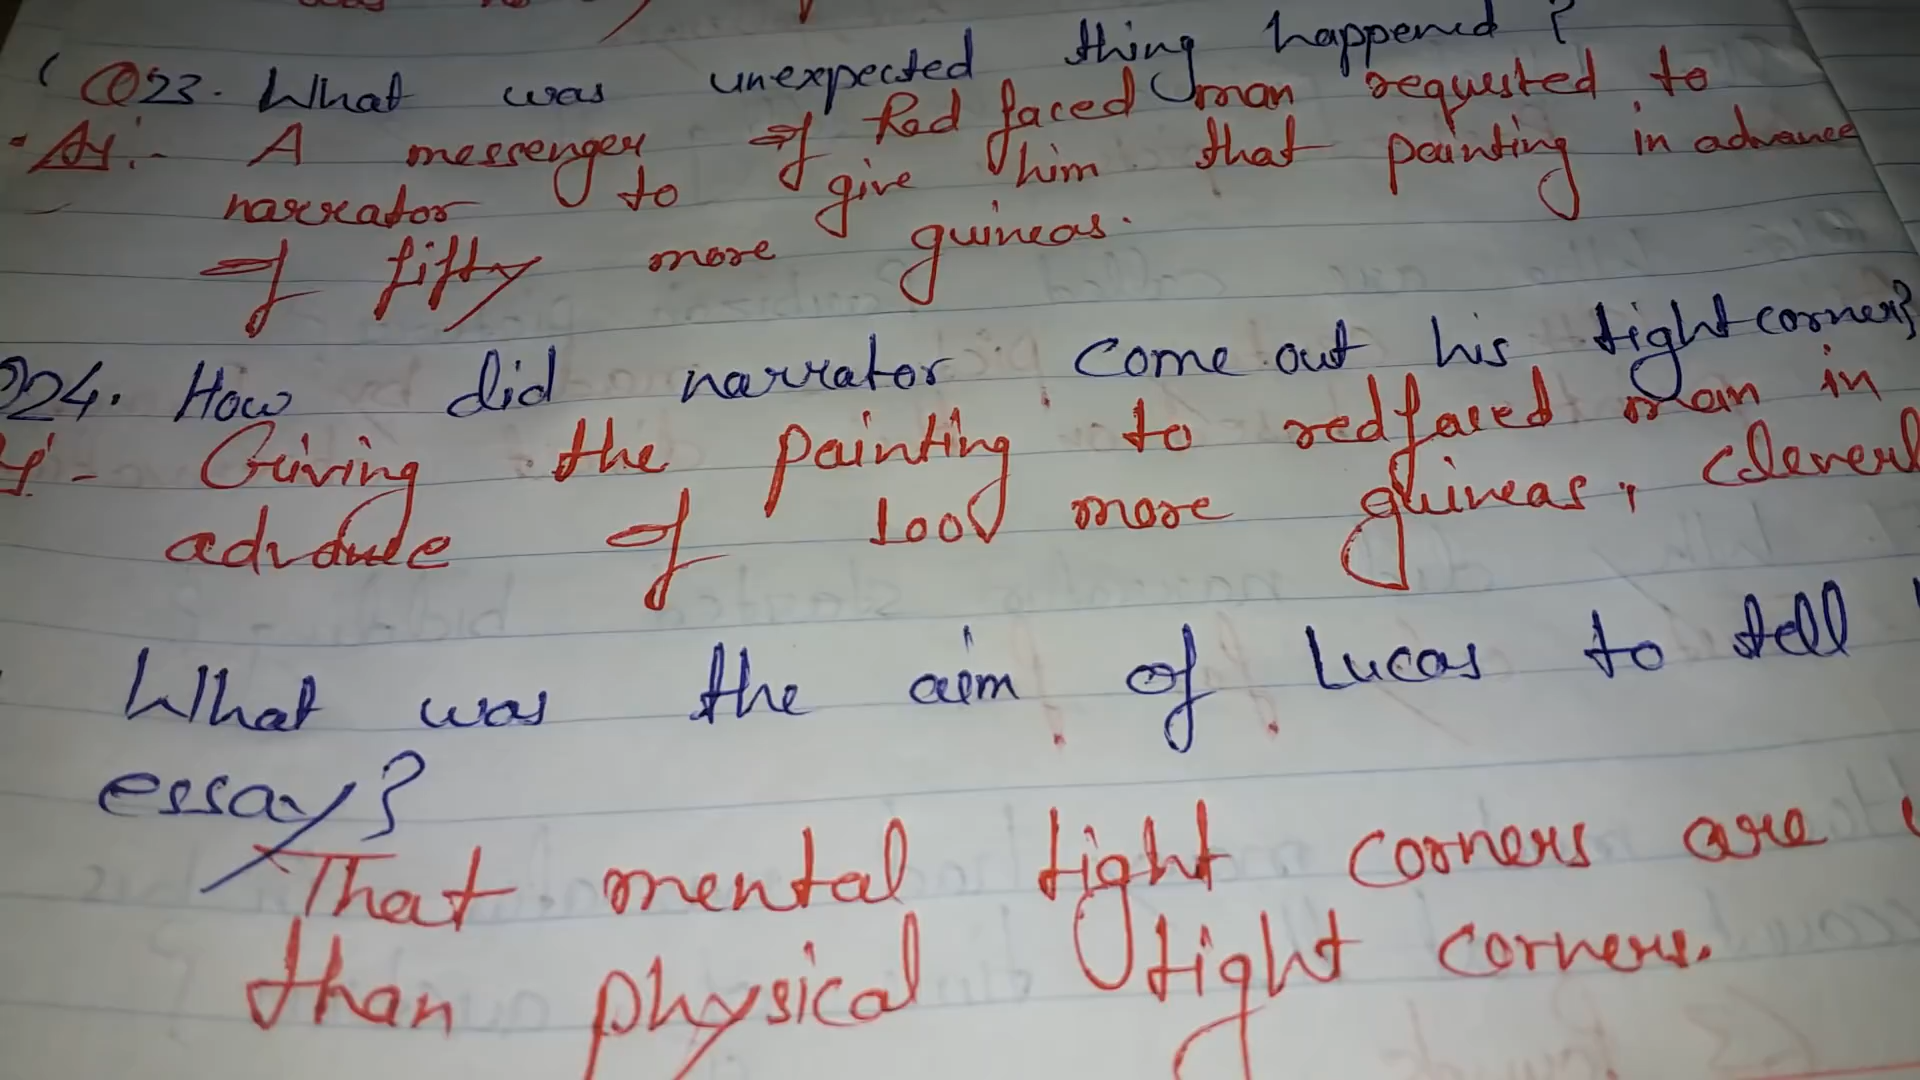 Q23. What was unexpected thing happened?
A :- A messenger of Red faced man requested to
narrator to give him that painting in advance
of fifty more guineas.
24. How did narrator come out his tight corner?
Giving the painting to redfaced man in
advance of 100 more guineas,
What was the aim of Lucas to tell
essay?
That mental tight corners are
than physical tight corners.